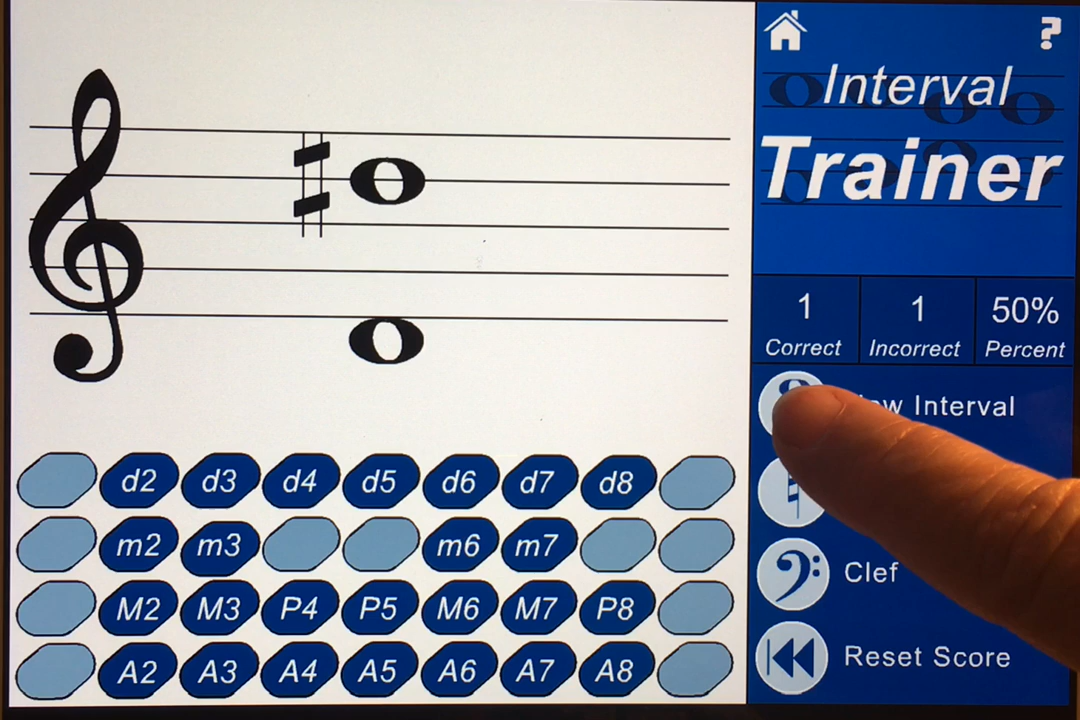 ?
Interval
Trainer
1 1 50%
Correct Incorrect Percent
Interval
Clef
Reset Score
d2 d3 d4 d5 d6 d7 d8
m2 m3 m6 m7
M2 M3 P4 P5 M6 M7 P8
A2 A3 A4 A5 A6 A7 A8